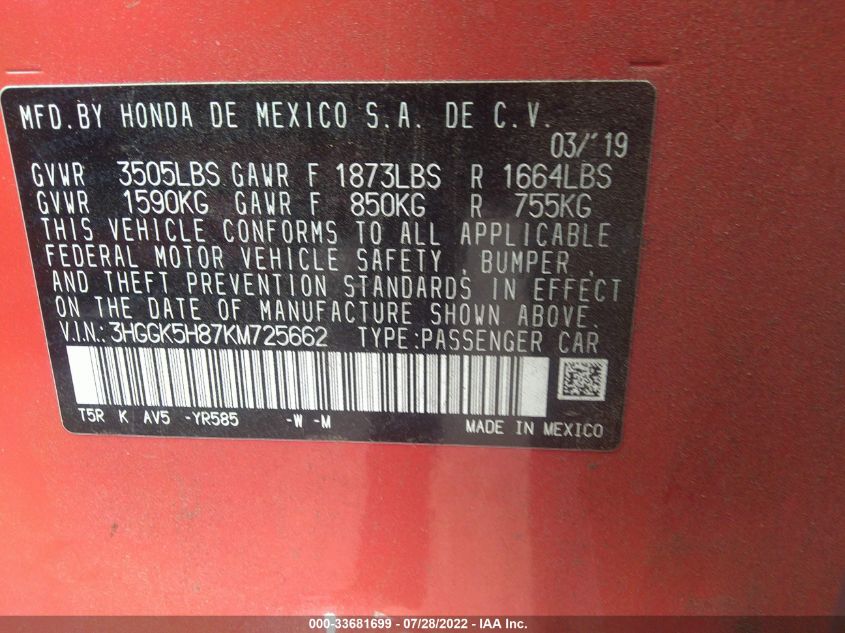 MFD.BY HONDA DE MEXICO S.A. DE C.V.
03/'19
GVWR 3505LBS GAWR F 1873LBS R 1664LBS
GVWR 1590KG GAWR F 850KG R 755KG
THIS VEHICLE CONFORMS TO ALL APPLICABLE
FEDERAL MOTOR VEHICLE SAFETY , BUMPER ,
AND THEFT PREVENTION STANDARDS IN EFFECT
ON THE DATE OF MANUFACTURE SHOWN ABOVE.
V.I.N.: 3HGGK5H87KM725662 TYPE:PASSENGER CAR
T5R K AV5 -YR585 -W -M MADE IN MEXICO
000-33681699 - 07/28/2022 - IAA Inc.